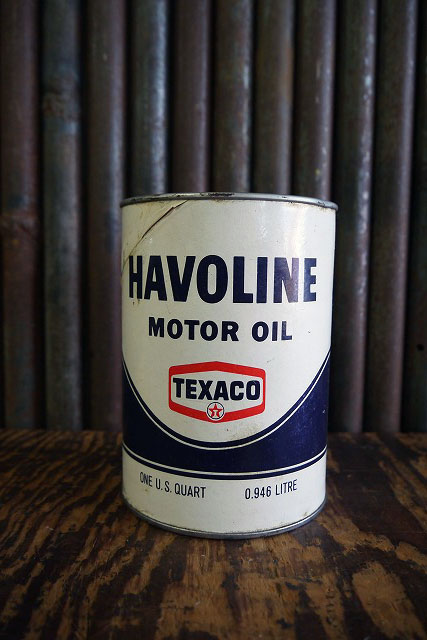 HAVOLINE
MOTOR OIL
TEXACO
T
ONE U.S. QUART 0.946 LITRE